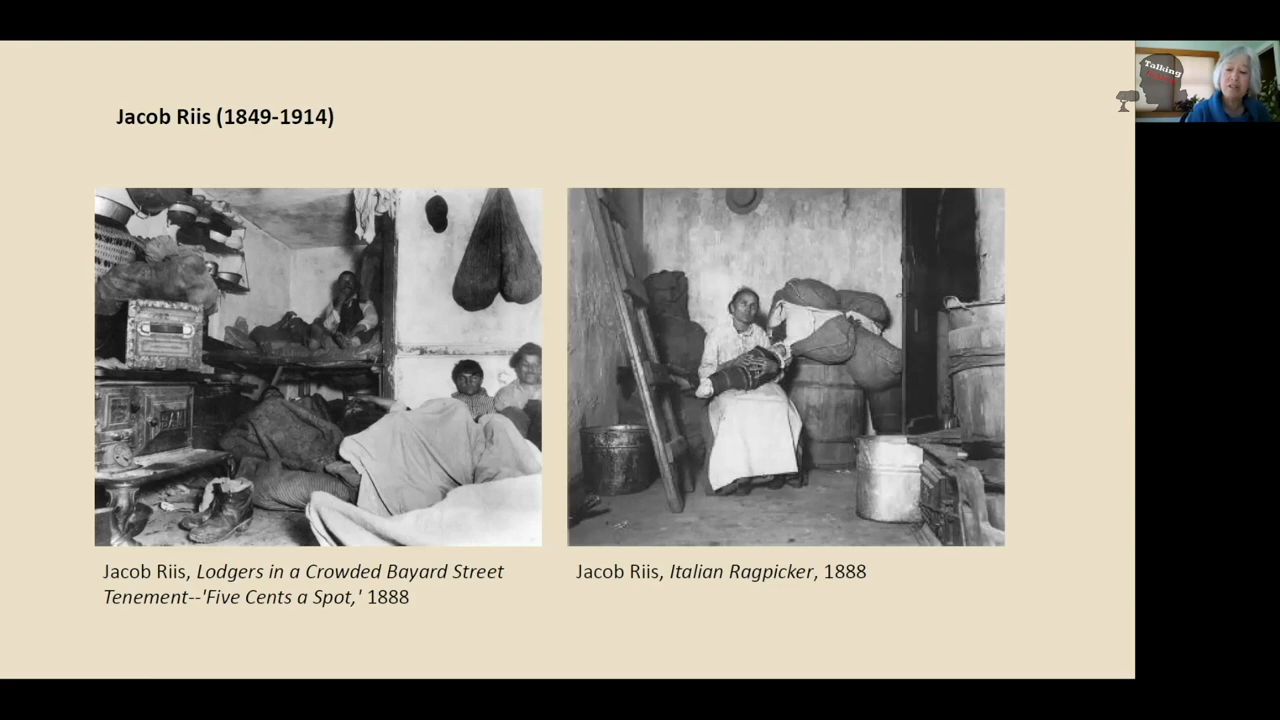 Jacob Riis (1849-1914)
Talking
Jacob Riis, Lodgers in a Crowded Bayard Street
Tenement--'Five Cents a Spot,' 1888
Jacob Riis, Italian Ragpicker, 1888